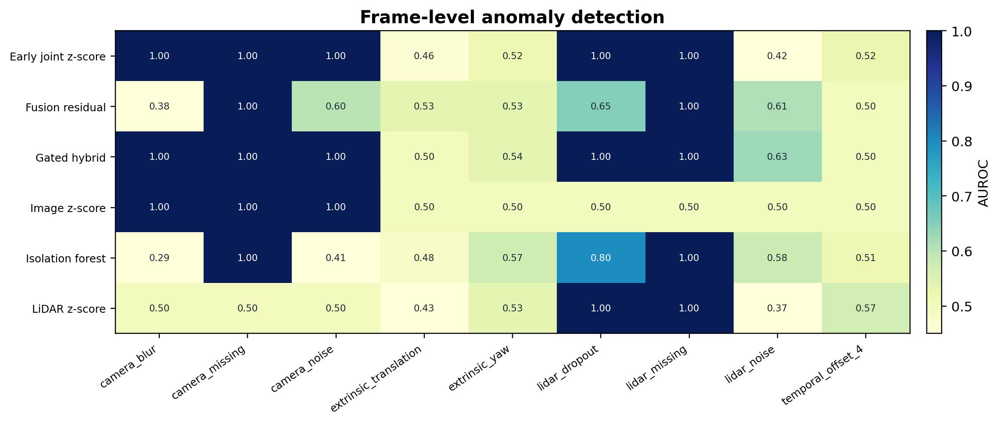 Frame-level anomaly detection
Early joint z-score 1.00 1.00 1.00 0.46 0.52 1.00 1.00 0.42 0.52
Fusion residual 0.38 1.00 0.60 0.53 0.53 0.65 1.00 0.61 0.50
Gated hybrid 1.00 1.00 1.00 0.50 0.54 1.00 1.00 0.63 0.50
Image z-score 1.00 1.00 1.00 0.50 0.50 0.50 0.50 0.50 0.50
Isolation forest 0.29 1.00 0.41 0.48 0.57 0.80 1.00 0.58 0.51
LiDAR z-score 0.50 0.50 0.50 0.43 0.53 1.00 1.00 0.37 0.57
camera_blur
camera_missing
camera_noise
extrinsic_translation
extrinsic_yaw
lidar_dropout
lidar_missing
lidar_noise
temporal_offset_4
1.0
0.9
0.8
0.7
0.6
0.5
AUROC